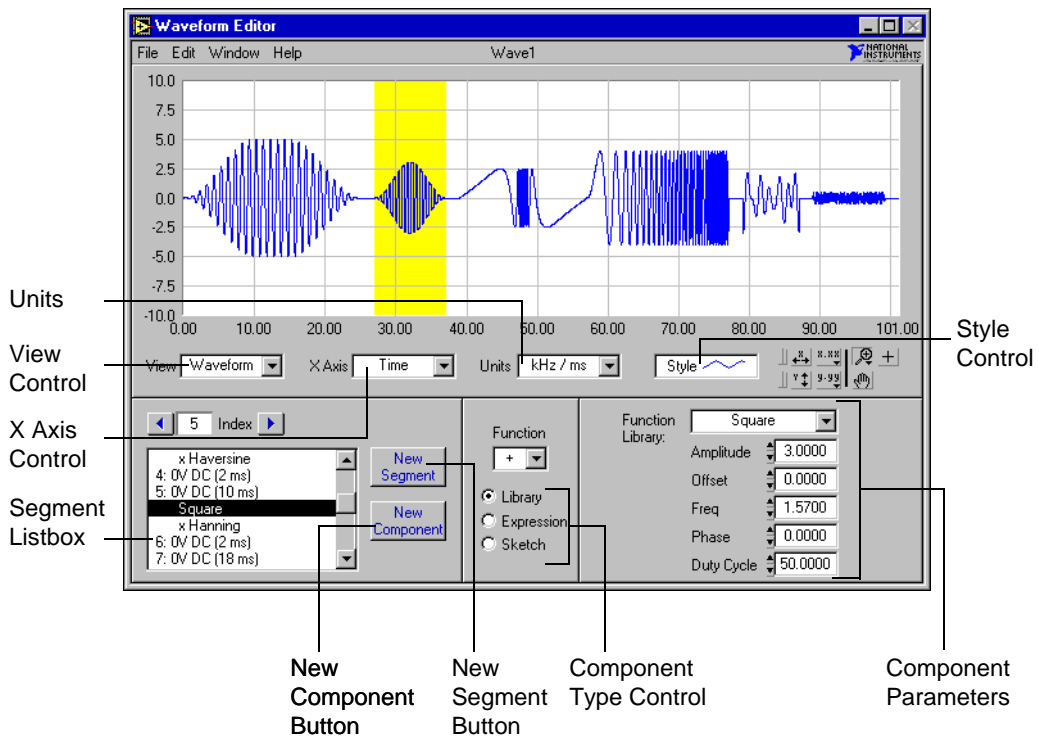 Waveform Editor
File Edit Window Help Wave1 NATIONAL INSTRUMENTS
10.0
7.5
5.0
2.5
0.0
-2.5
-5.0
-7.5
-10.0
0.00 10.00 20.00 30.00 40.00 50.00 60.00 70.00 80.00 90.00 101.00
Units
View
Control
X Axis
Control
Segment
Listbox
Style
Control
View Waveform X Axis Time Units kHz / ms Style
X X.XX
Y Y.YY
5 Index
x Haversine
4: 0V DC (2 ms)
5: 0V DC (10 ms)
Square
x Hanning
6: 0V DC (2 ms)
7: 0V DC (18 ms)
New
Segment
New
Component
Function
+
Library
Expression
Sketch
Function
Library:
Square
Amplitude 3.0000
Offset 0.0000
Freq 1.5700
Phase 0.0000
Duty Cycle 50.0000
New
Component
Button
New
Segment
Button
Component
Type Control
Component
Parameters